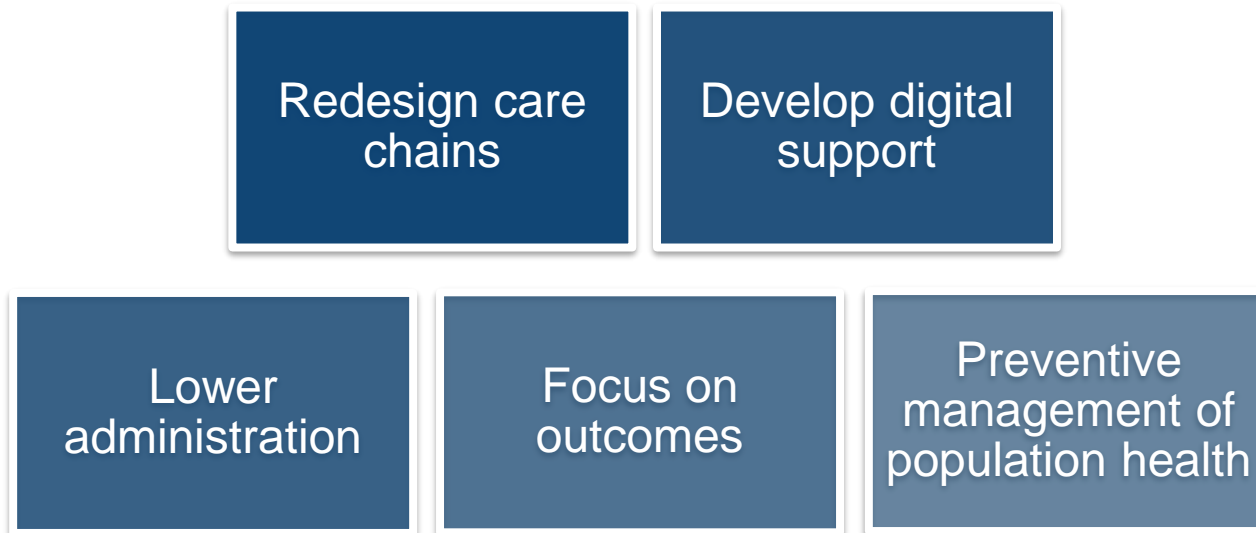 Redesign care
chains
Develop digital
support
Lower
administration
Focus on
outcomes
Preventive
management of
population health